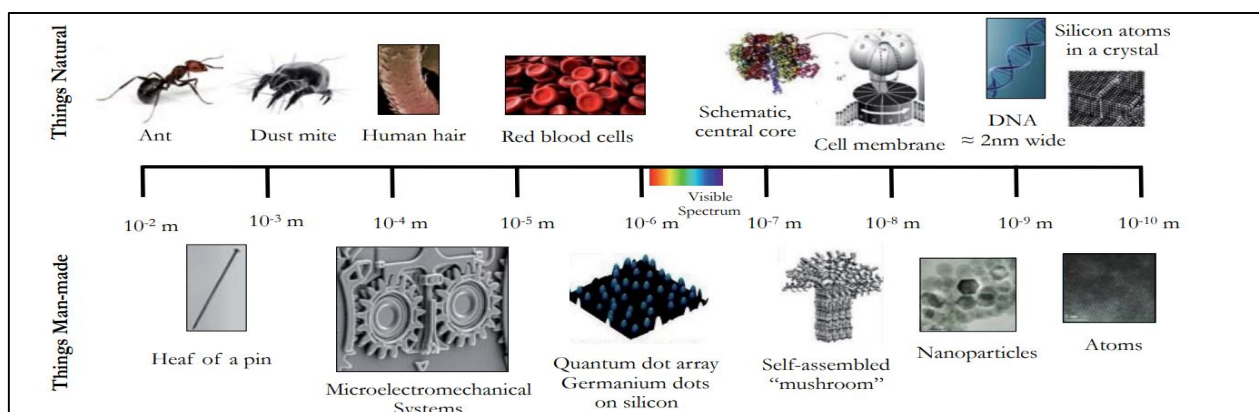 Things Natural
Silicon atoms
in a crystal
Ant
Dust mite
Human hair
Red blood cells
Schematic,
central core
Cell membrane
DNA
≈ 2nm wide
Visible
Spectrum
10-2 m
10-3 m
10-4 m
10-5 m
10-6 m
10-7 m
10-8 m
10-9 m
10-10 m
Things Man-made
Heaf of a pin
Microelectromechanical
Systems
Quantum dot array
Germanium dots
on silicon
Self-assembled
“mushroom”
Nanoparticles
Atoms